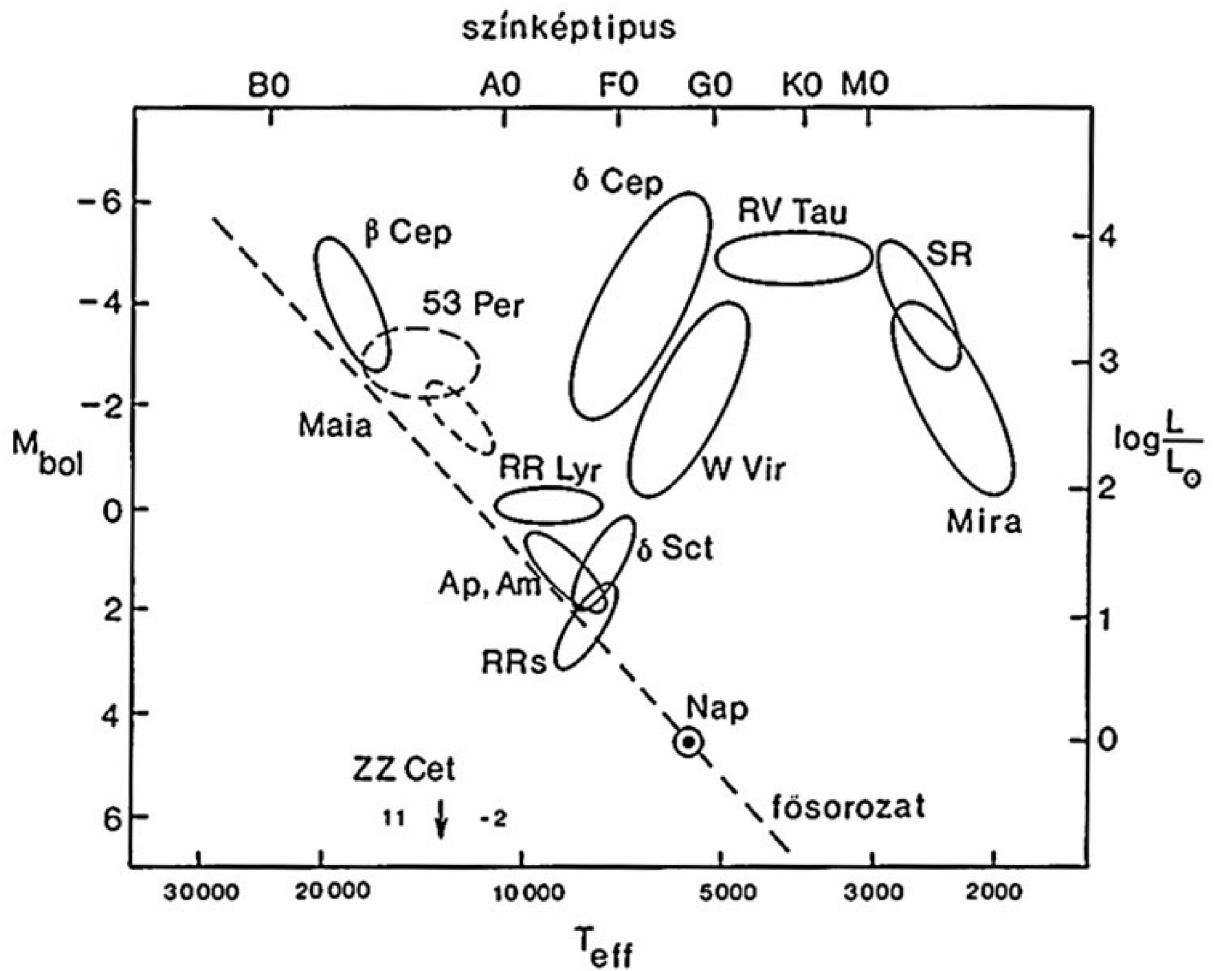 színképtipus
B0 A0 F0 G0 K0 M0
δ Cep
-6
RV Tau
β Cep
4
SR
-4
53 Per
3
-2
Maia
M bol
log L/L⊙
RR Lyr
W Vir
2
0
Mira
δ Sct
Ap, Am
2
1
RRs
4
Nap
0
ZZ Cet
6
11 -2
fősorozat
30000 20000 10000 5000 3000 2000
T eff